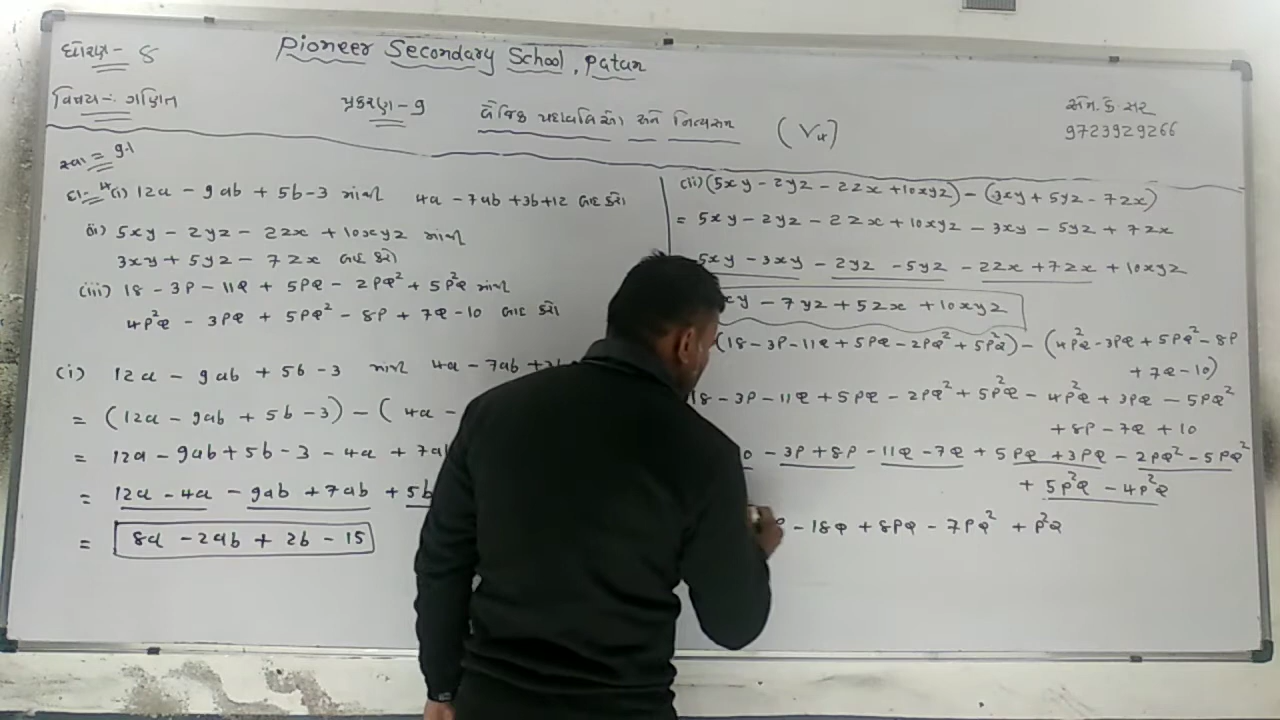 ધોરણ - 8
Pioneer Secondary School, Patan
વિષય :- ગણિત
પ્રકરણ - 9
બૈજિક પદાવલિઓ અને નિત્યસમ
(V૫)
એન. કે. સર
9723929266
સ્વા = 9.1
દા-4 (i) 12a - 9ab + 5b - 3 માંથી 4a - 7ab + 3b + 12 બાદ કરો
(ii) 5xy - 2yz - 2zx + 10xyz માંથી
3xy + 5yz - 7zx બાદ કરો
(iii) 18 - 3P - 11Q + 5PQ - 2PQ² + 5P²Q માંથી
4P²Q - 3PQ + 5PQ² - 8P + 7Q - 10 બાદ કરો
(i) 12a - 9ab + 5b - 3 માંથી 4a - 7ab +
= (12a - 9ab + 5b - 3) - (4a -
= 12a - 9ab + 5b - 3 - 4a + 7a
= 12a - 4a - 9ab + 7ab + 5b
= 8a - 2ab + 2b - 15
(ii) (5xy - 2yz - 2zx + 10xyz) - (3xy + 5yz - 7zx)
= 5xy - 2yz - 2zx + 10xyz - 3xy - 5yz + 7zx
5xy - 3xy - 2yz - 5yz - 2zx + 7zx + 10xyz
xy - 7yz + 5zx + 10xyz
(18 - 3P - 11Q + 5PQ - 2PQ² + 5P²Q) - (4P²Q - 3PQ + 5PQ² - 8P
+ 7Q - 10)
18 - 3P - 11Q + 5PQ - 2PQ² + 5P²Q - 4P²Q + 3PQ - 5PQ²
+ 8P - 7Q + 10
0 - 3P + 8P - 11Q - 7Q + 5PQ + 3PQ - 2PQ² - 5PQ²
+ 5P²Q - 4P²Q
- 18Q + 8PQ - 7PQ² + P²Q